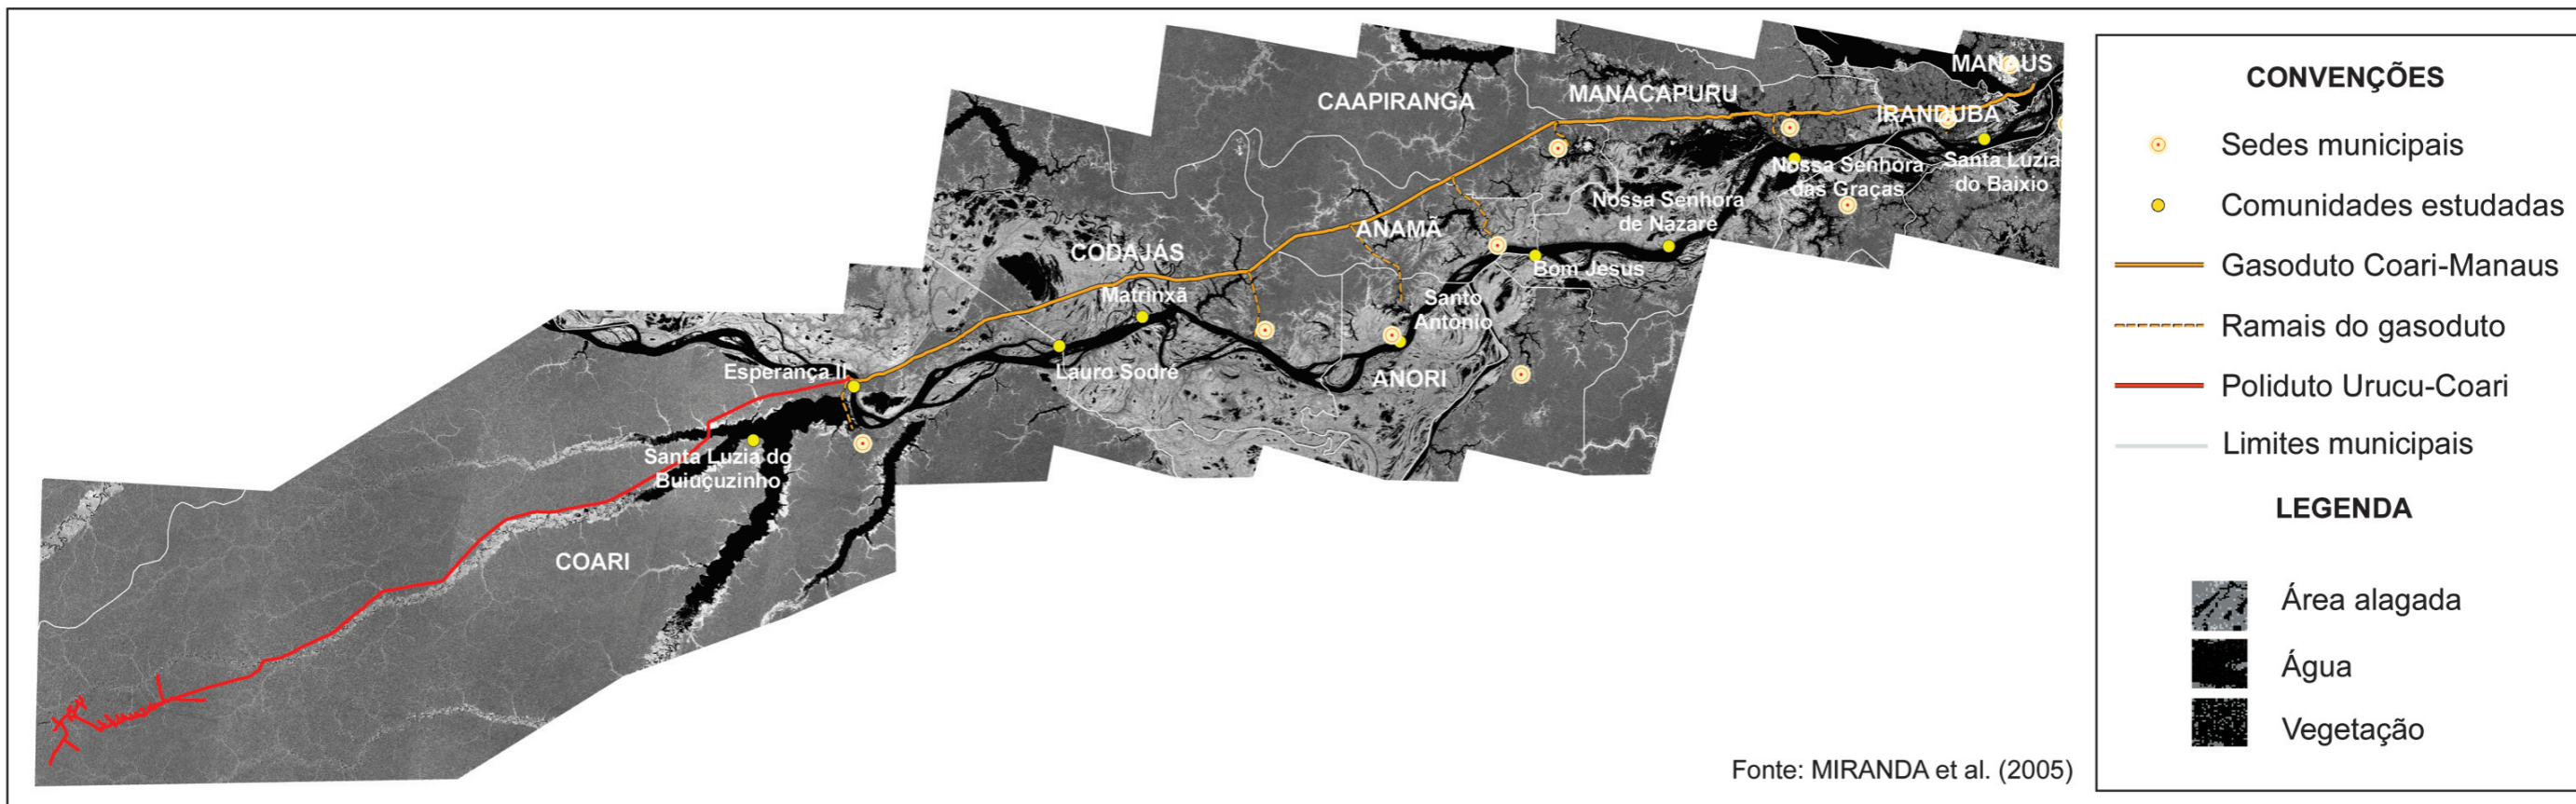 MANAUS
CAAPIRANGA
MANACAPURU
IRANDUBA
Nossa Senhora
das Graças
Santa Luzia
do Baixio
Nossa Senhora
de Nazaré
ANAMÃ
CODAJÁS
Bom Jesus
Matrinxã
Santo
Antônio
Esperança II
Lauro Sodré
ANORI
Santa Luzia do
Buiuçuzinho
COARI
Fonte: MIRANDA et al. (2005)
CONVENÇÕES
Sedes municipais
Comunidades estudadas
Gasoduto Coari-Manaus
Ramais do gasoduto
Poliduto Urucu-Coari
Limites municipais
LEGENDA
Área alagada
Água
Vegetação